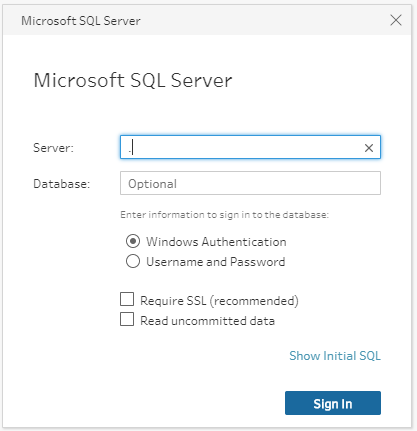 Microsoft SQL Server
Microsoft SQL Server
Server: .
Database: Optional
Enter information to sign in to the database:
Windows Authentication
Username and Password
Require SSL (recommended)
Read uncommitted data
Show Initial SQL
Sign In